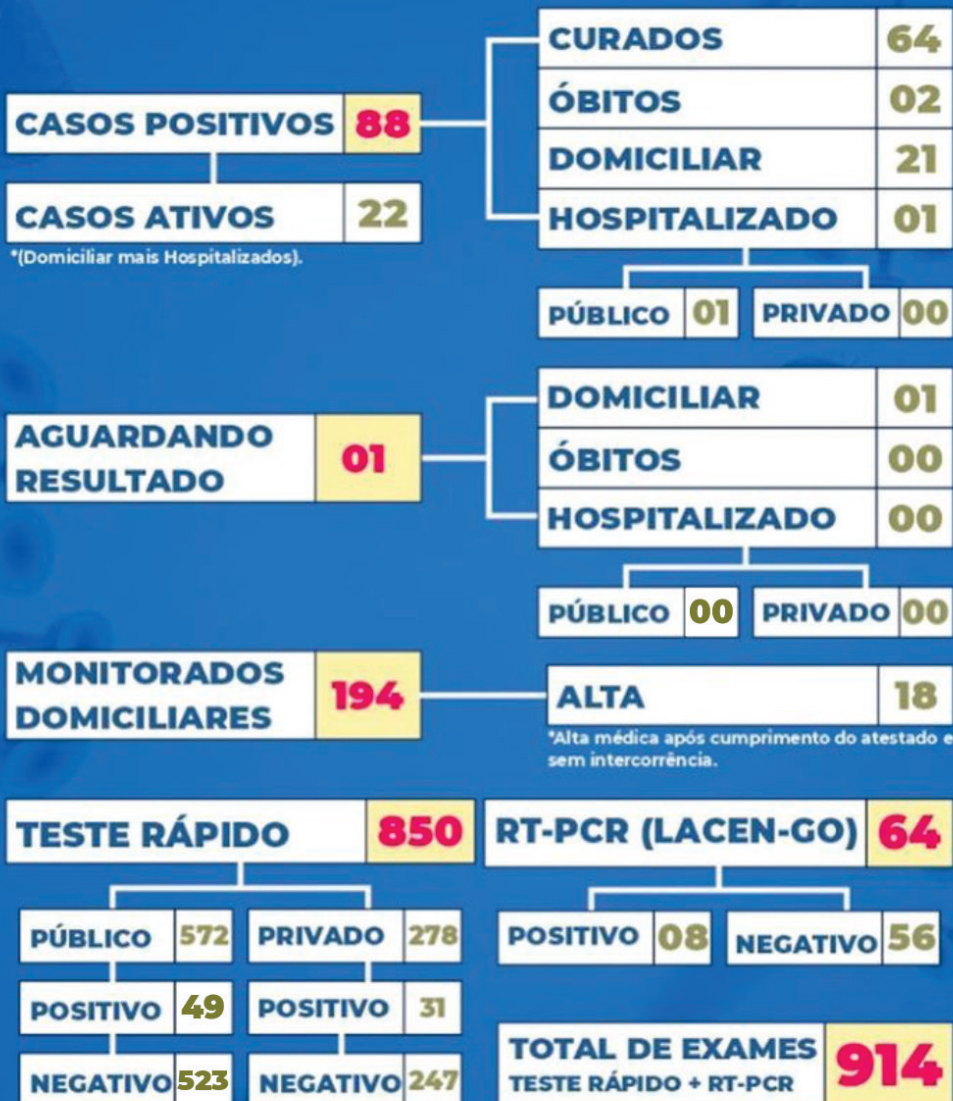 CASOS POSITIVOS 88
CASOS ATIVOS 22
*(Domiciliar mais Hospitalizados).
CURADOS 64
ÓBITOS 02
DOMICILIAR 21
HOSPITALIZADO 01
PÚBLICO 01 PRIVADO 00
AGUARDANDO
RESULTADO 01
DOMICILIAR 01
ÓBITOS 00
HOSPITALIZADO 00
PÚBLICO 00 PRIVADO 00
MONITORADOS
DOMICILIARES 194
ALTA 18
*Alta médica após cumprimento do atestado e
sem intercorrência.
TESTE RÁPIDO 850
PÚBLICO 572 PRIVADO 278
POSITIVO 49 POSITIVO 31
NEGATIVO 523 NEGATIVO 247
RT-PCR (LACEN-GO) 64
POSITIVO 08 NEGATIVO 56
TOTAL DE EXAMES
TESTE RÁPIDO + RT-PCR 914